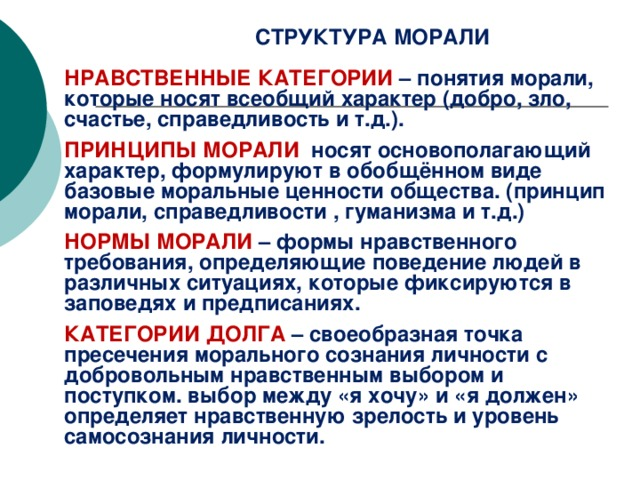 СТРУКТУРА МОРАЛИ
НРАВСТВЕННЫЕ КАТЕГОРИИ – понятия морали,
которые носят всеобщий характер (добро, зло,
счастье, справедливость и т.д.).
ПРИНЦИПЫ МОРАЛИ носят основополагающий
характер, формулируют в обобщённом виде
базовые моральные ценности общества. (принцип
морали, справедливости , гуманизма и т.д.)
НОРМЫ МОРАЛИ – формы нравственного
требования, определяющие поведение людей в
различных ситуациях, которые фиксируются в
заповедях и предписаниях.
КАТЕГОРИИ ДОЛГА – своеобразная точка
пресечения морального сознания личности с
добровольным нравственным выбором и
поступком. выбор между «я хочу» и «я должен»
определяет нравственную зрелость и уровень
самосознания личности.